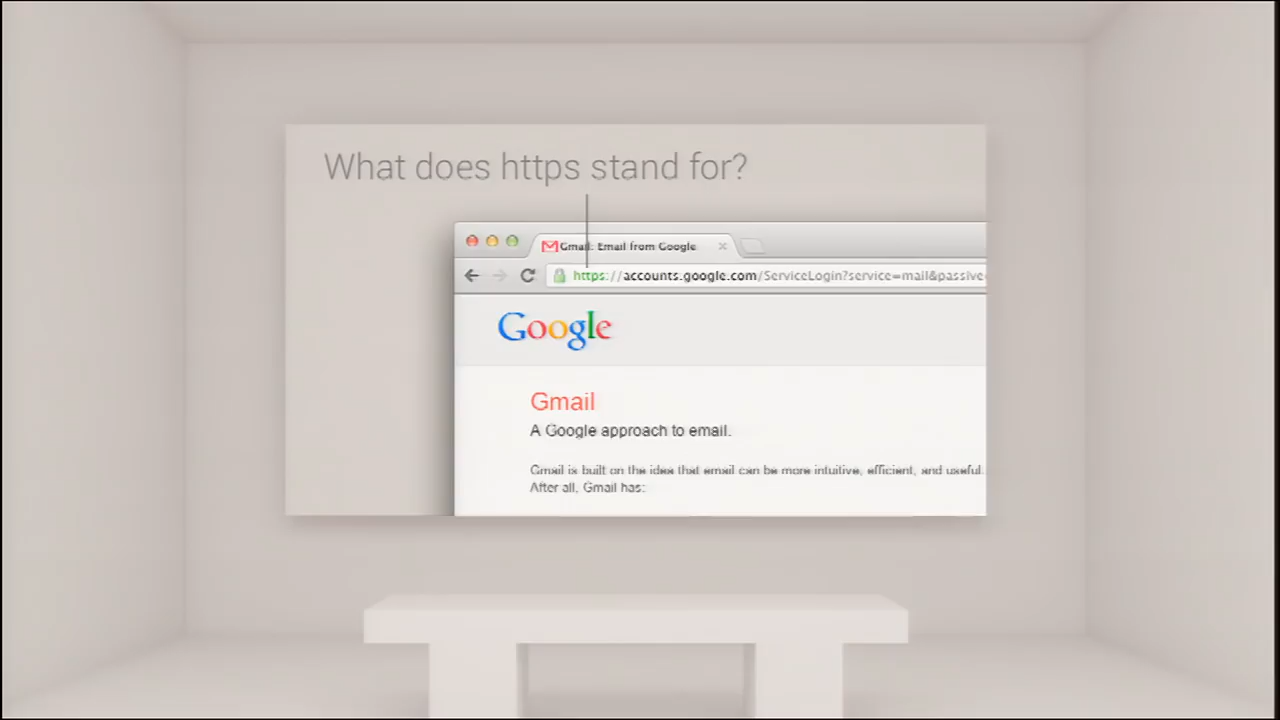 What does https stand for?
Gmail: Email from Google
https://accounts.google.com/ServiceLogin?service=mail&passive
Google
Gmail
A Google approach to email.
Gmail is built on the idea that email can be more intuitive, efficient, and useful.
After all, Gmail has: